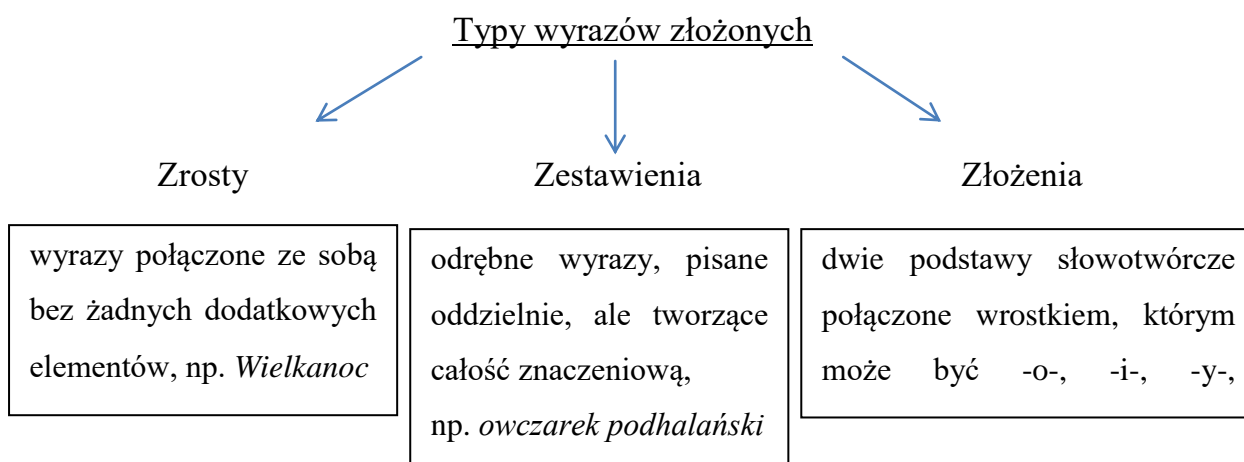 Typy wyrazów złożonych
Zrosty
Zestawienia
Złożenia
wyrazy połączone ze sobą
bez żadnych dodatkowych
elementów, np. Wielkanoc
odrębne wyrazy, pisane
oddzielnie, ale tworzące
całość znaczeniową,
np. owczarek podhalański
dwie podstawy słowotwórcze
połączone wrostkiem, którym
może być -o-, -i-, -y-,